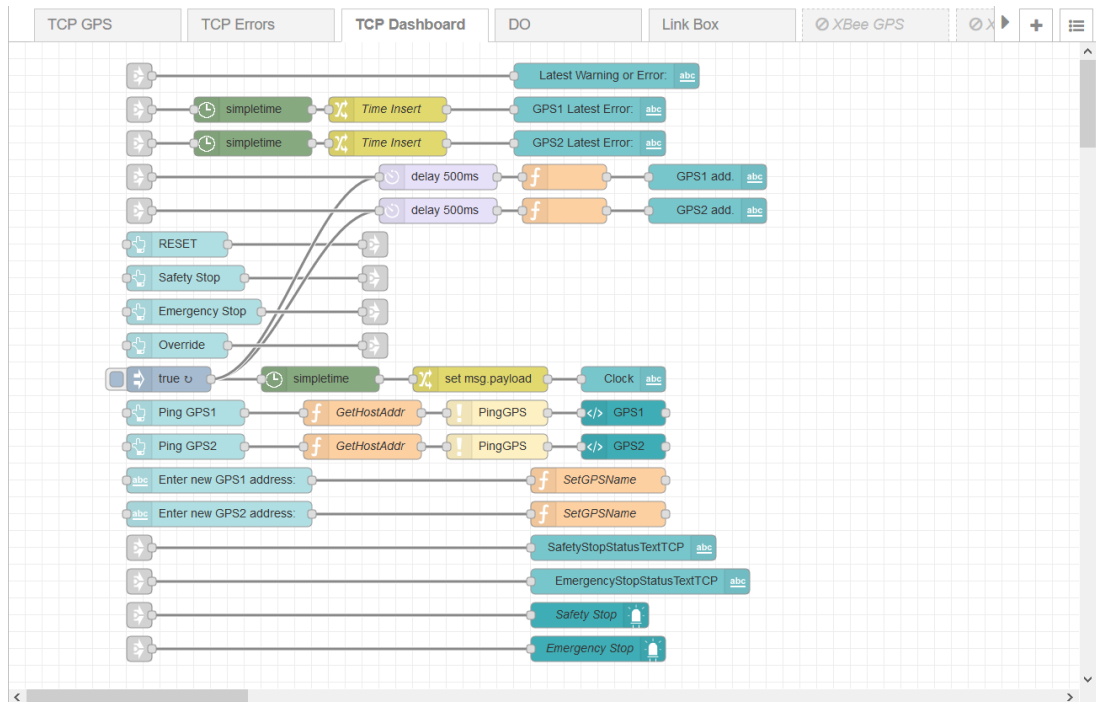 TCP GPS
TCP Errors
TCP Dashboard
DO
Link Box
XBee GPS
Latest Warning or Error: abc
simpletime Time Insert GPS1 Latest Error: abc
simpletime Time Insert GPS2 Latest Error: abc
delay 500ms f GPS1 add. abc
delay 500ms f GPS2 add. abc
RESET
Safety Stop
Emergency Stop
Override
true ↻ simpletime set msg.payload Clock abc
Ping GPS1 f GetHostAddr ! PingGPS </> GPS1
Ping GPS2 f GetHostAddr ! PingGPS </> GPS2
abc Enter new GPS1 address: f SetGPSName
abc Enter new GPS2 address: f SetGPSName
SafetyStopStatusTextTCP abc
EmergencyStopStatusTextTCP abc
Safety Stop
Emergency Stop